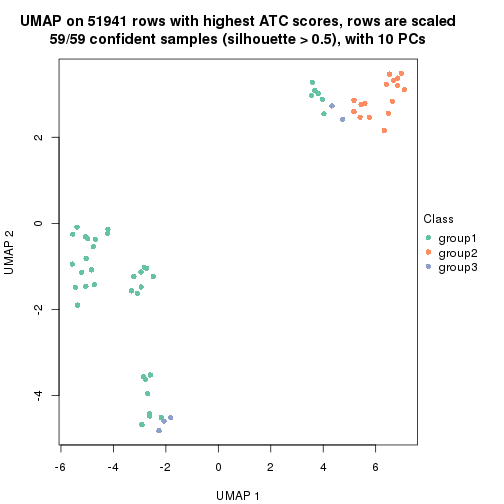 UMAP on 51941 rows with highest ATC scores, rows are scaled
59/59 confident samples (silhouette > 0.5), with 10 PCs
2
0
-2
-4
UMAP 2
-6
-4
-2
0
2
4
6
UMAP 1
Class
group1
group2
group3